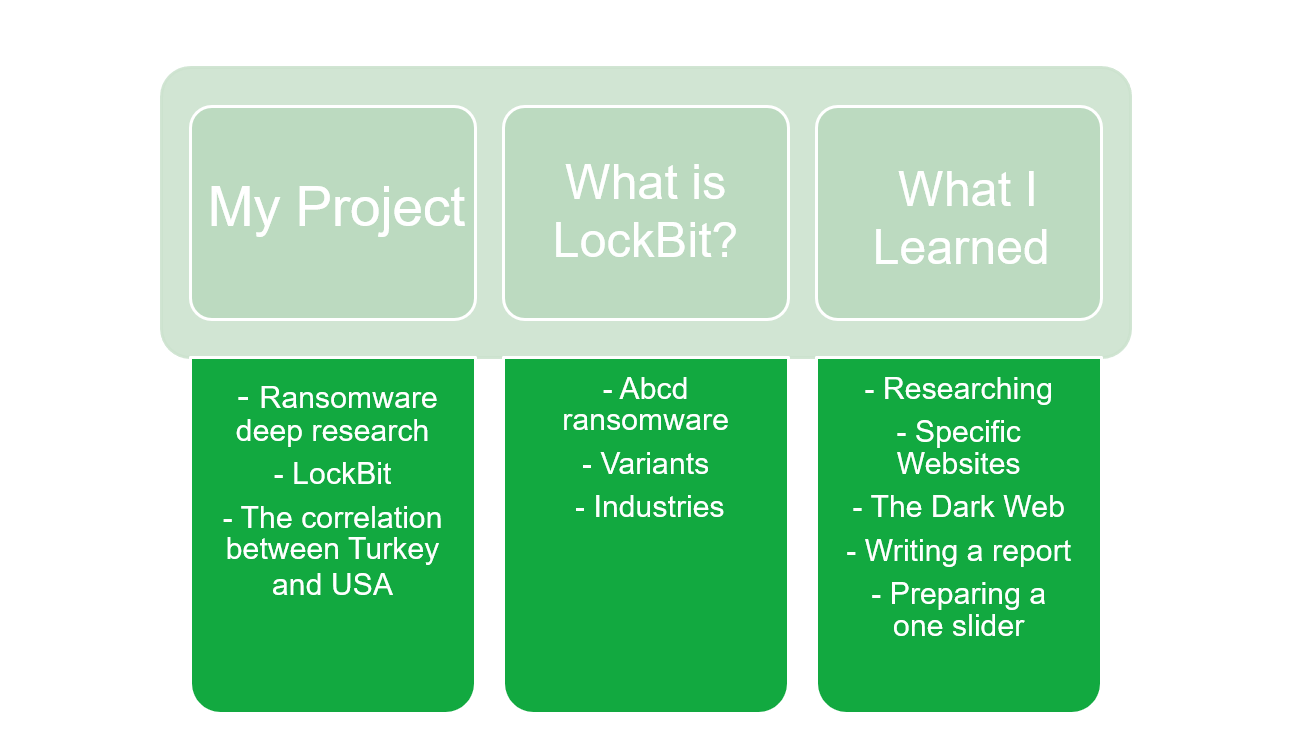 My Project
What is
LockBit?
What I
Learned
- Ransomware
deep research
- LockBit
- The correlation
between Turkey
and USA
- Abcd
ransomware
- Variants
- Industries
- Researching
- Specific
Websites
- The Dark Web
- Writing a report
- Preparing a
one slider